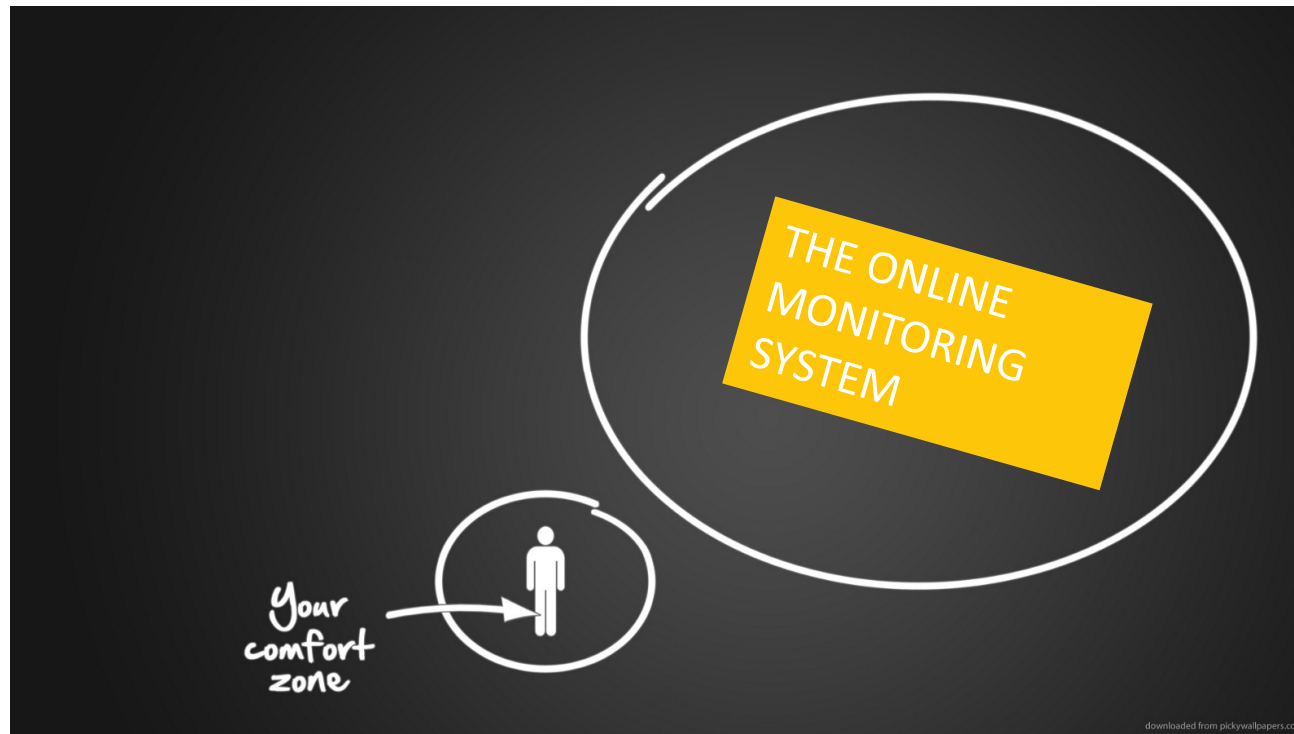 THE ONLINE
MONITORING
SYSTEM
Your
comfort
zone
downloaded from pickywallpapers.co